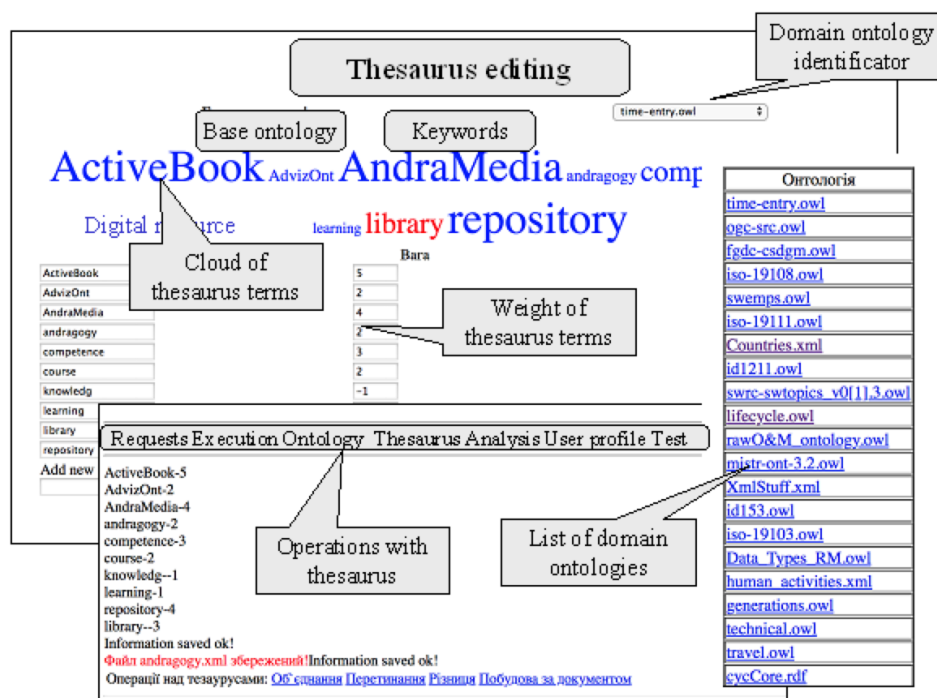 Domain ontology
identificator
Thesaurus editing
time-entry.owl
Base ontology
Keywords
ActiveBook AdvizOnt AndraMedia andragogy comp
Digital re urce learning library repository
Cloud of
thesaurus terms
Вага
ActiveBook 5
AdvizOnt 2
AndraMedia 4
andragogy 2
competence 3
course 2
knowledg -1
learning
library
repository
Add new
Weight of
thesaurus terms
Requests Execution Ontology Thesaurus Analysis User profile Test
ActiveBook-5
AdvizOnt-2
AndraMedia-4
andragogy-2
competence-3
course-2
knowledg--1
learning-1
repository-4
library--3
Information saved ok!
Файл andragogy.xml збережений!Information saved ok!
Операції над тезаурусами: Об`єднання Перетинання Різниця Побудова за документом
Operations with
thesaurus
List of domain
ontologies
Онтологія
time-entry.owl
ogc-src.owl
fgdc-csdgm.owl
iso-19108.owl
swemps.owl
iso-19111.owl
Countries.xml
id1211.owl
swrc-swtopics_v0[1].3.owl
lifecycle.owl
rawO&M_ontology.owl
mistr-ont-3.2.owl
XmlStuff.xml
id153.owl
iso-19103.owl
Data_Types_RM.owl
human_activities.xml
generations.owl
technical.owl
travel.owl
cycCore.rdf